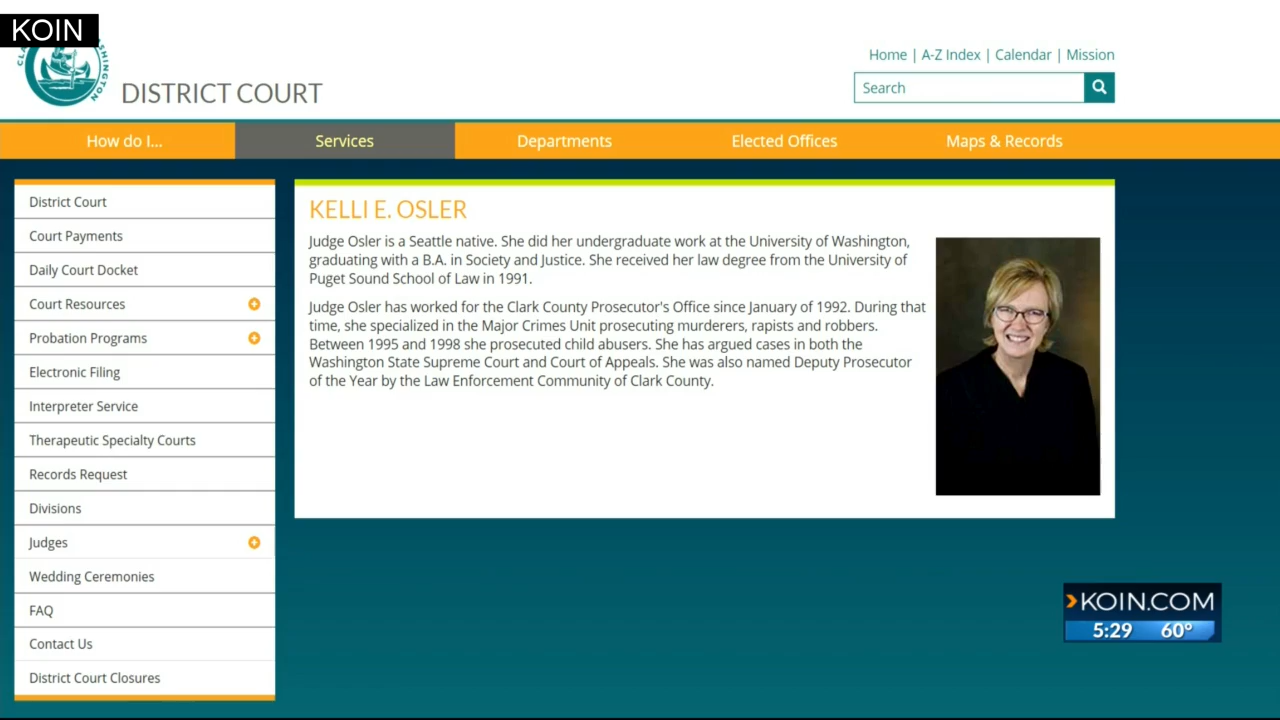 KOIN
DISTRICT COURT
Home | A-Z Index | Calendar | Mission
Search
How do I...
Services
Departments
Elected Offices
Maps & Records
District Court
Court Payments
Daily Court Docket
Court Resources
Probation Programs
Electronic Filing
Interpreter Service
Therapeutic Specialty Courts
Records Request
Divisions
Judges
Wedding Ceremonies
FAQ
Contact Us
District Court Closures
KELLI E. OSLER
Judge Osler is a Seattle native. She did her undergraduate work at the University of Washington,
graduating with a B.A. in Society and Justice. She received her law degree from the University of
Puget Sound School of Law in 1991.
Judge Osler has worked for the Clark County Prosecutor's Office since January of 1992. During that
time, she specialized in the Major Crimes Unit prosecuting murderers, rapists and robbers.
Between 1995 and 1998 she prosecuted child abusers. She has argued cases in both the
Washington State Supreme Court and Court of Appeals. She was also named Deputy Prosecutor
of the Year by the Law Enforcement Community of Clark County.
KOIN.COM
5:29 60°